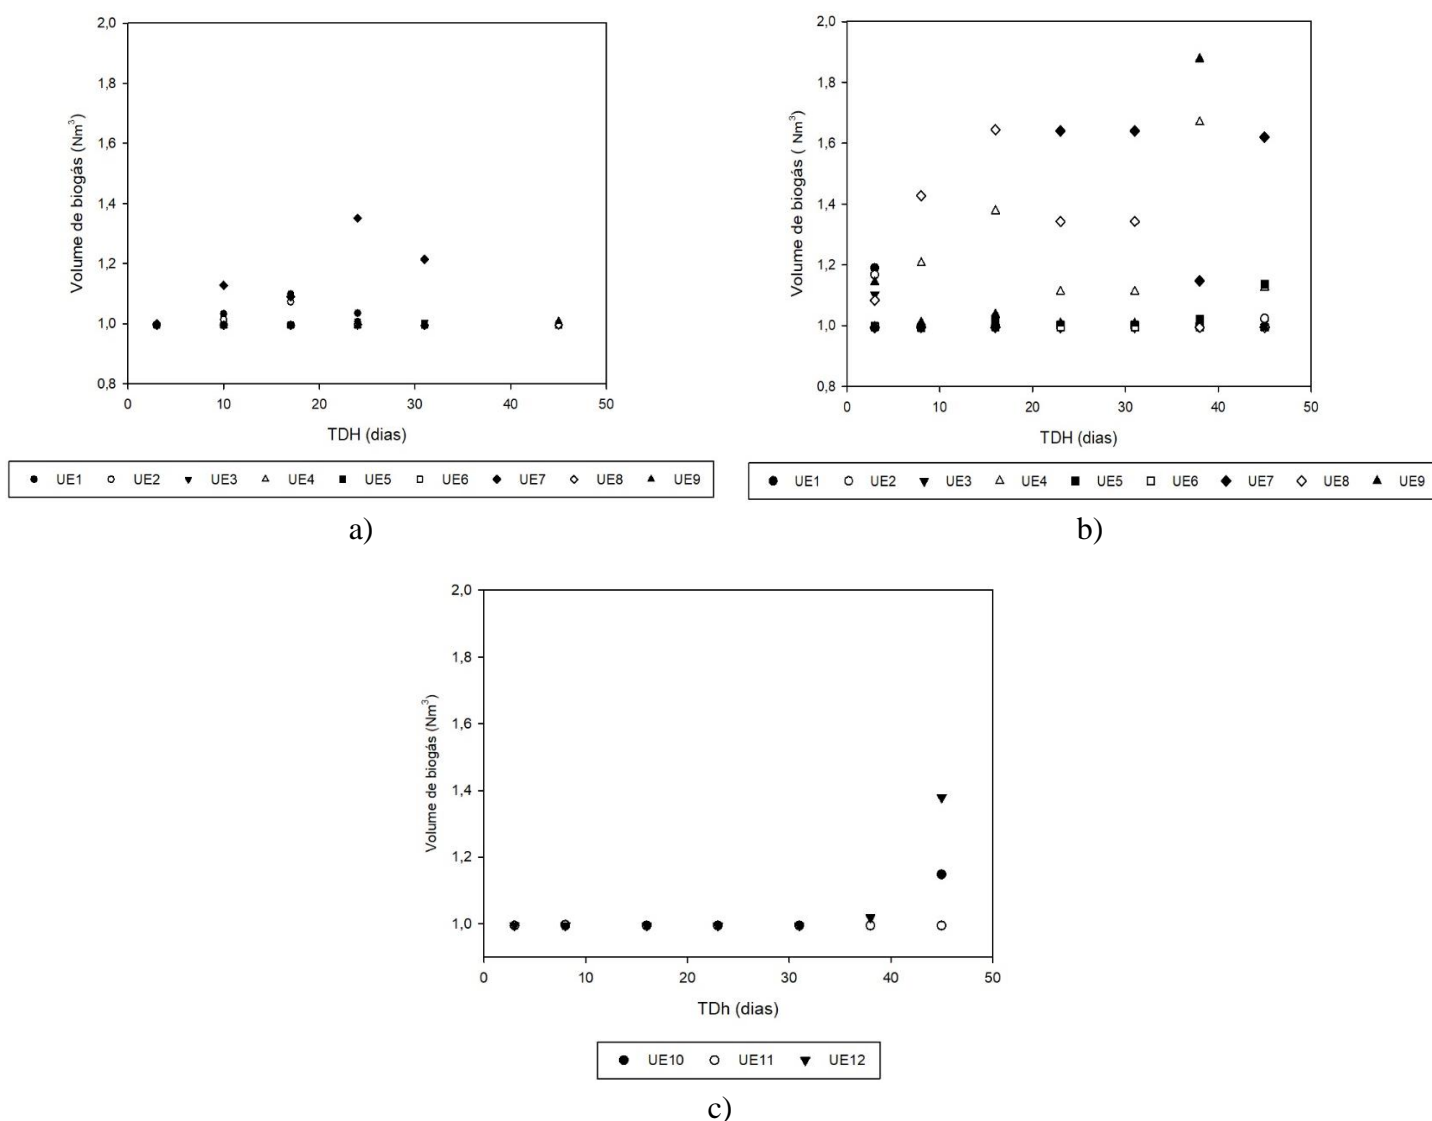 2,0
1,8
1,6
1,4
1,2
1,0
0,8
Volume de biogás (Nm³)
0 10 20 30 40 50
TDH (dias)
UE1 UE2 UE3 UE4 UE5 UE6 UE7 UE8 UE9
a)
2,0
1,8
1,6
1,4
1,2
1,0
0,8
Volume de biogás ( Nm³)
0 10 20 30 40 50
TDH (dias)
UE1 UE2 UE3 UE4 UE5 UE6 UE7 UE8 UE9
b)
2,0
1,8
1,6
1,4
1,2
1,0
Volume de biogás (Nm³)
0 10 20 30 40 50
TDh (dias)
UE10 UE11 UE12
c)